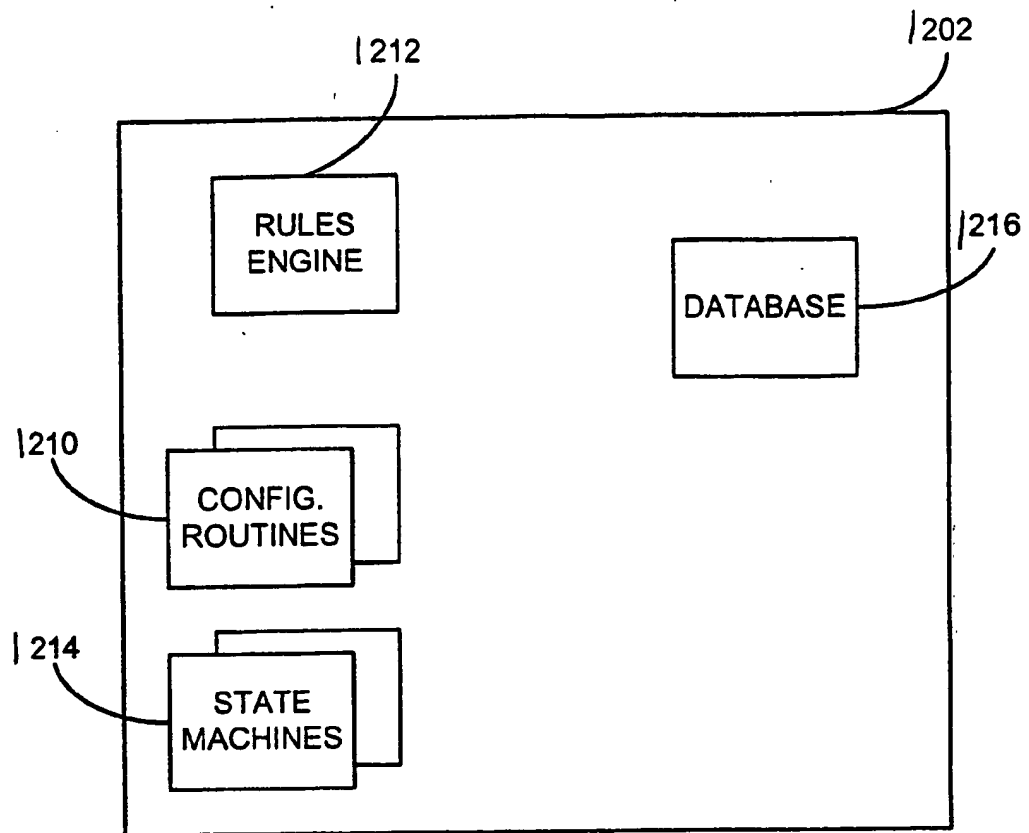 202
212
RULES
ENGINE
216
DATABASE
210
CONFIG.
ROUTINES
214
STATE
MACHINES